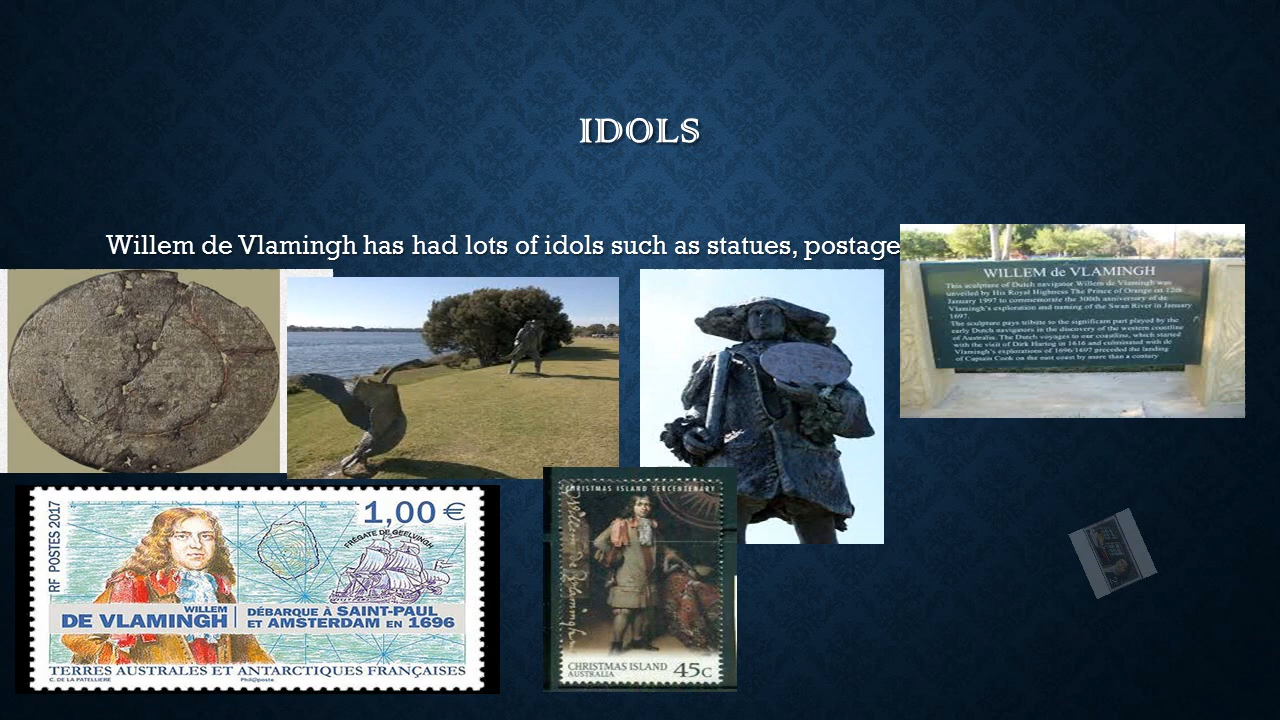 IDOLS
Willem de Vlamingh has had lots of idols such as statues, postage
WILLEM de VLAMINGH
This sculpture of Dutch navigator Willem de Vlamingh was
unveiled by His Royal Highness The Prince of Orange on 12th
January 1997 to commemorate the 300th anniversary of de
Vlamingh's exploration and naming of the Swan River in January
1697.
The sculpture pays tribute to the significant part played by the
early Dutch navigators in the discovery of the western coastline
of Australia. The Dutch voyages to our coastline, which started
with the visit of Dirk Hartog in 1616 and culminated with de
Vlamingh's explorations of 1696/1697 preceded the landing
of Captain Cook on the east coast by more than a century
RF POSTES 2017
1,00 €
FRÉGATE DE GEELVINGH
WILLEM
DE VLAMINGH
DÉBARQUE À SAINT-PAUL
ET AMSTERDAM EN 1696
TERRES AUSTRALES ET ANTARCTIQUES FRANÇAISES
C. DE LA PATELLIERE
Phil@poste
CHRISTMAS ISLAND TERCENTENARY
Willem de Vlamingh
CHRISTMAS ISLAND
AUSTRALIA
45c